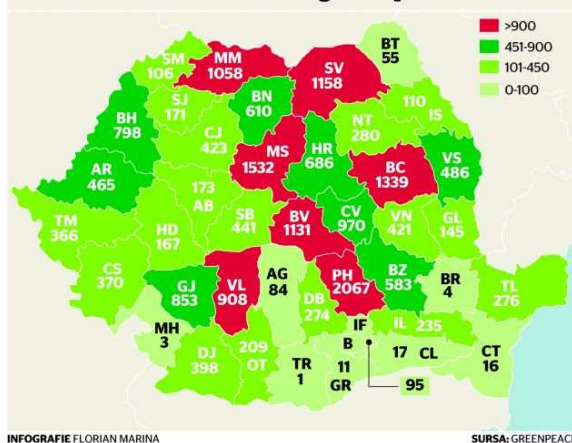 >900
451-900
101-450
0-100
BT
55
SM
106
MM
1058
SV
1158
BN
610
SJ
171
110
IS
BH
798
CJ
423
NT
280
MS
1532
HR
686
BC
1339
VS
486
AR
465
173
AB
TM
366
HD
167
SB
441
BV
1131
CV
970
VN
421
GL
145
CS
370
GJ
853
VL
908
AG
84
PH
2067
BZ
583
BR
4
TL
276
DB
274
IF
IL 235
MH
3
B
DJ
398
209
OT
TR
1
11
GR
17 CL
CT
16
95
INFOGRAFIE FLORIAN MARINA
SURSA: GREENPEACE